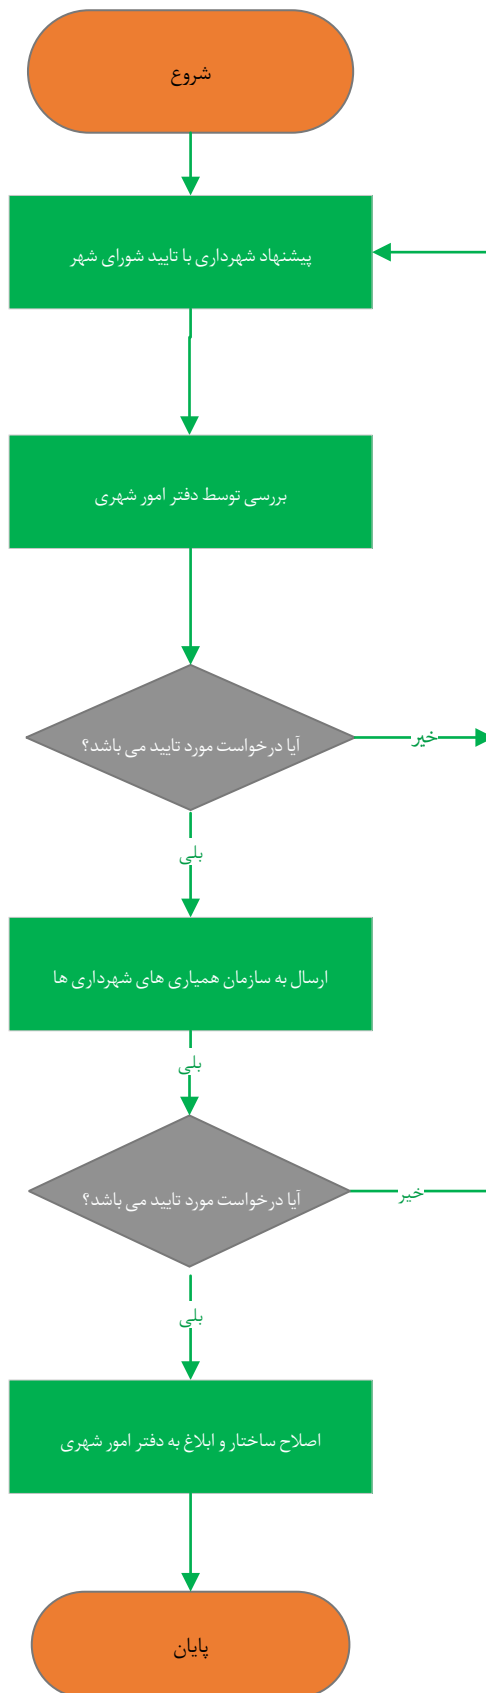 شروع
پیشنهاد شهرداری با تایید شورای شهر
بررسی توسط دفتر امور شهری
آیا درخواست مورد تایید می باشد؟
خیر
بلی
ارسال به سازمان همیاری های شهرداری ها
بلی
آیا درخواست مورد تایید می باشد؟
خیر
بلی
اصلاح ساختار و ابلاغ به دفتر امور شهری
پایان